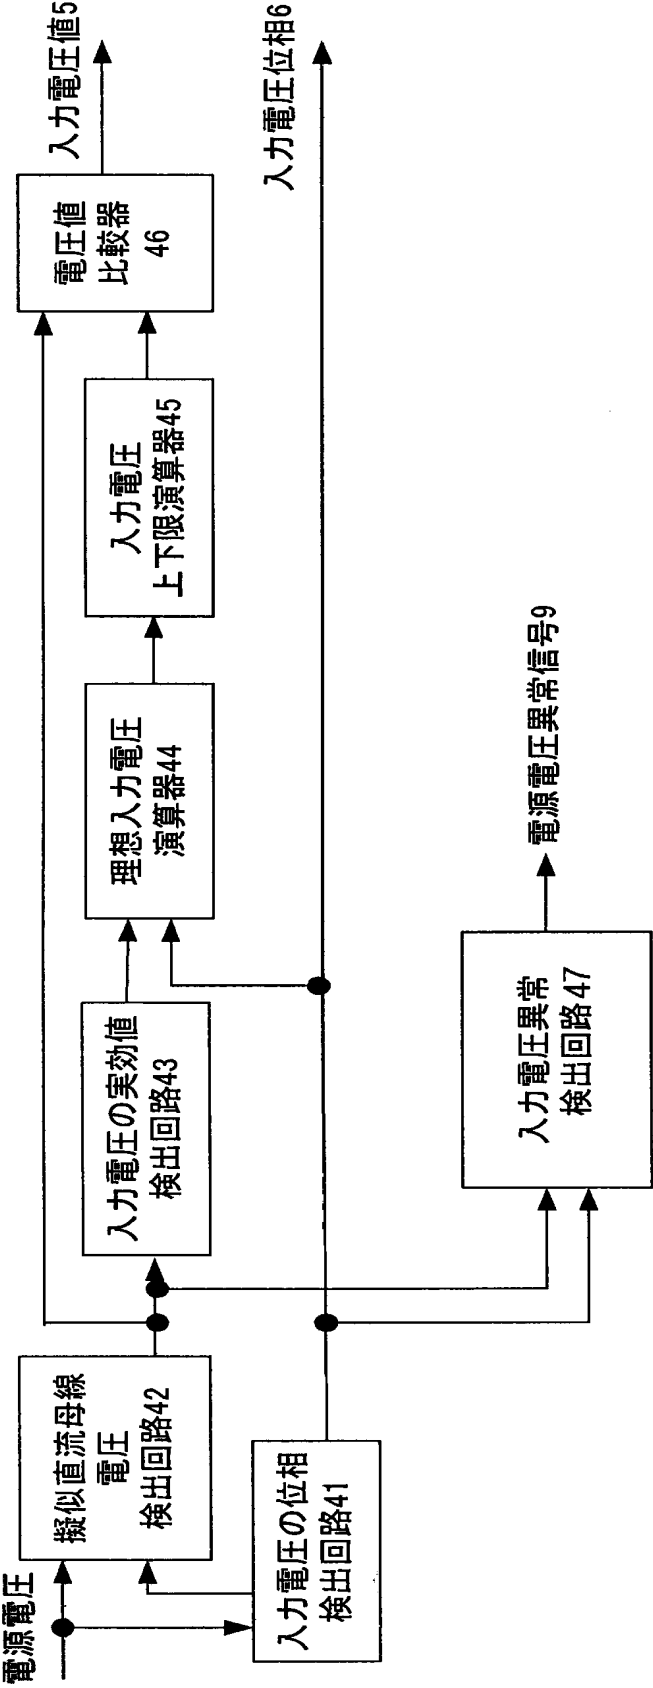 電源電圧
擬似直流母線
電圧
検出回路42
入力電圧の位相
検出回路41
入力電圧の実効値
検出回路43
理想入力電圧
演算器44
入力電圧
上下限演算器45
電圧値
比較器
46
入力電圧値5
入力電圧位相6
入力電圧異常
検出回路47
電源電圧異常信号9